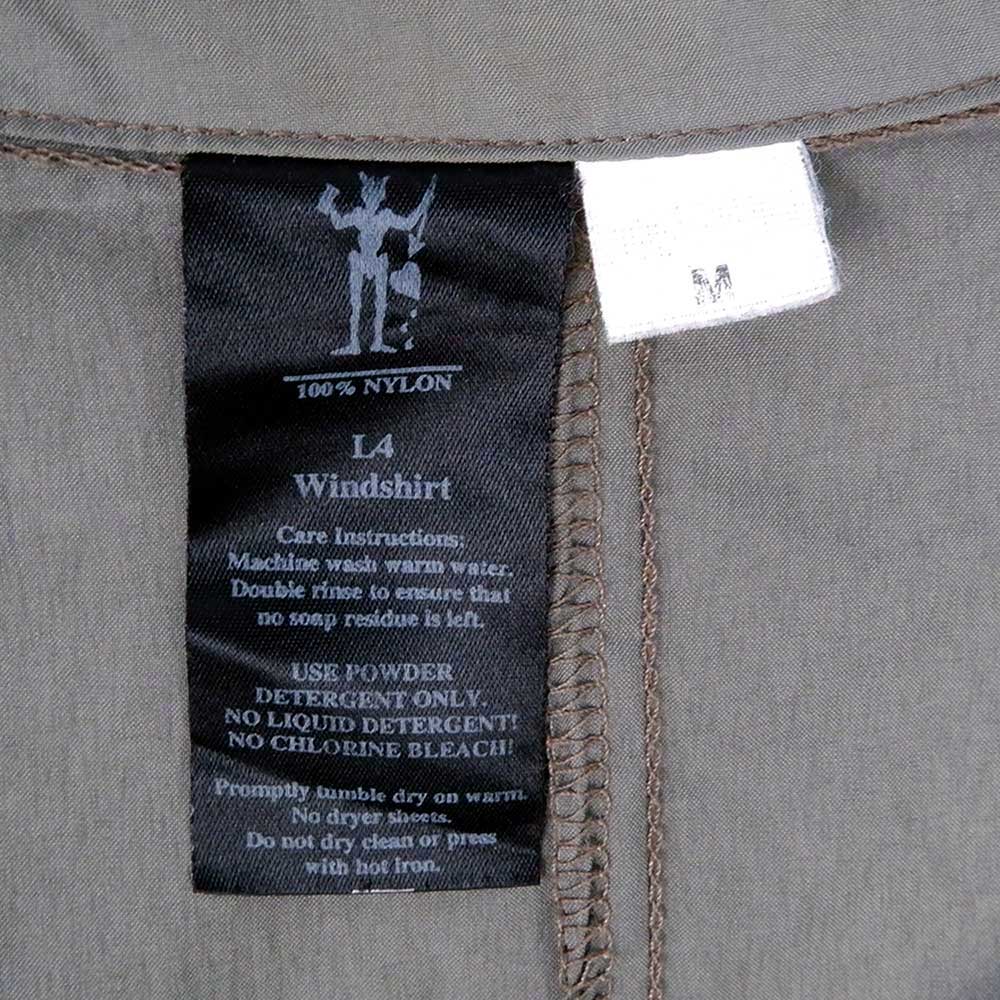 100% NYLON
L4
Windshirt
Care Instructions:
Machine wash warm water.
Double rinse to ensure that
no soap residue is left.
USE POWDER
DETERGENT ONLY.
NO LIQUID DETERGENT!
NO CHLORINE BLEACH!
Promptly tumble dry on warm.
No dryer sheets.
Do not dry clean or press
with hot iron.
M